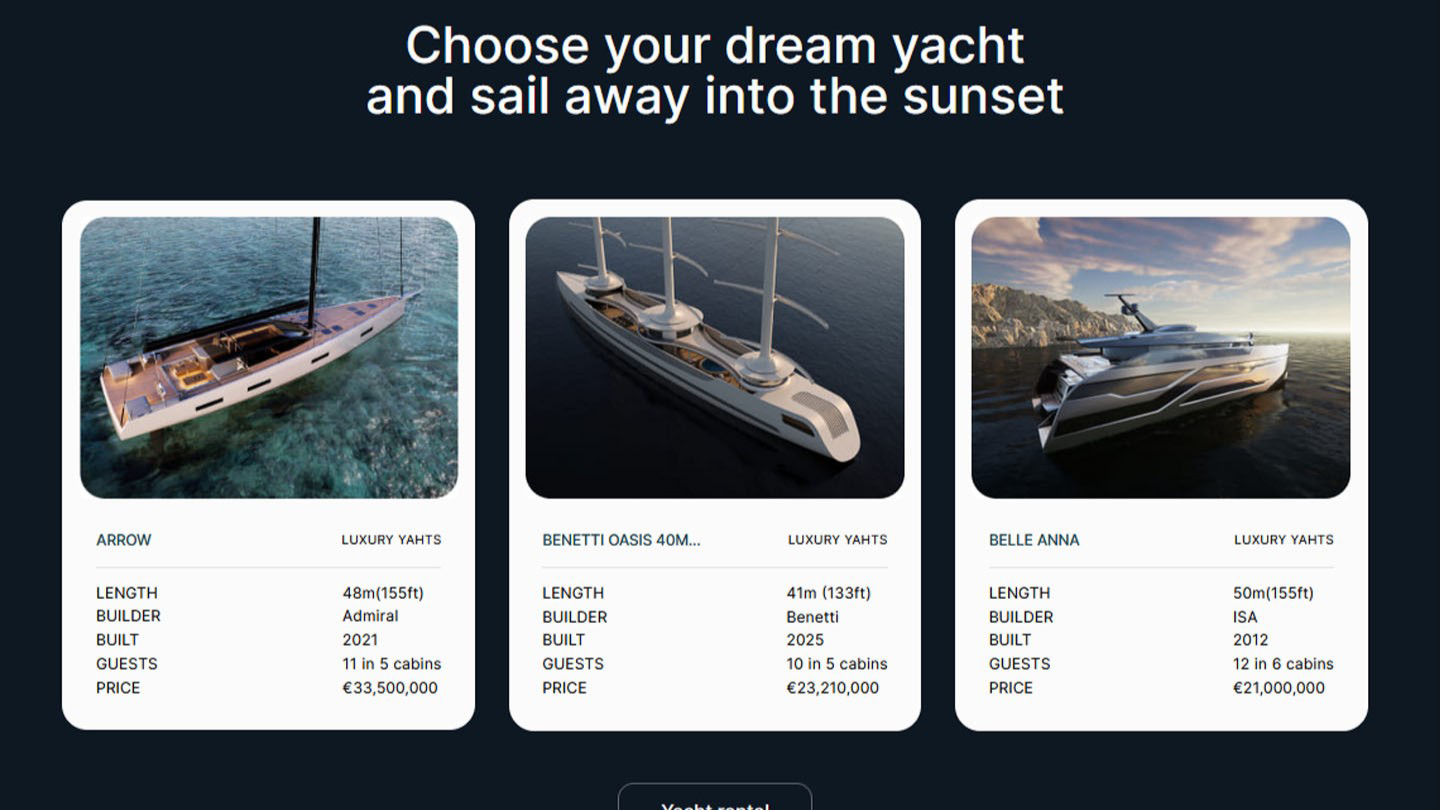 Choose your dream yacht
and sail away into the sunset
ARROW LUXURY YAHTS
LENGTH 48m(155ft)
BUILDER Admiral
BUILT 2021
GUESTS 11 in 5 cabins
PRICE €33,500,000
BENETTI OASIS 40M... LUXURY YAHTS
LENGTH 41m (133ft)
BUILDER Benetti
BUILT 2025
GUESTS 10 in 5 cabins
PRICE €23,210,000
BELLE ANNA LUXURY YAHTS
LENGTH 50m(155ft)
BUILDER ISA
BUILT 2012
GUESTS 12 in 6 cabins
PRICE €21,000,000
Yacht rental